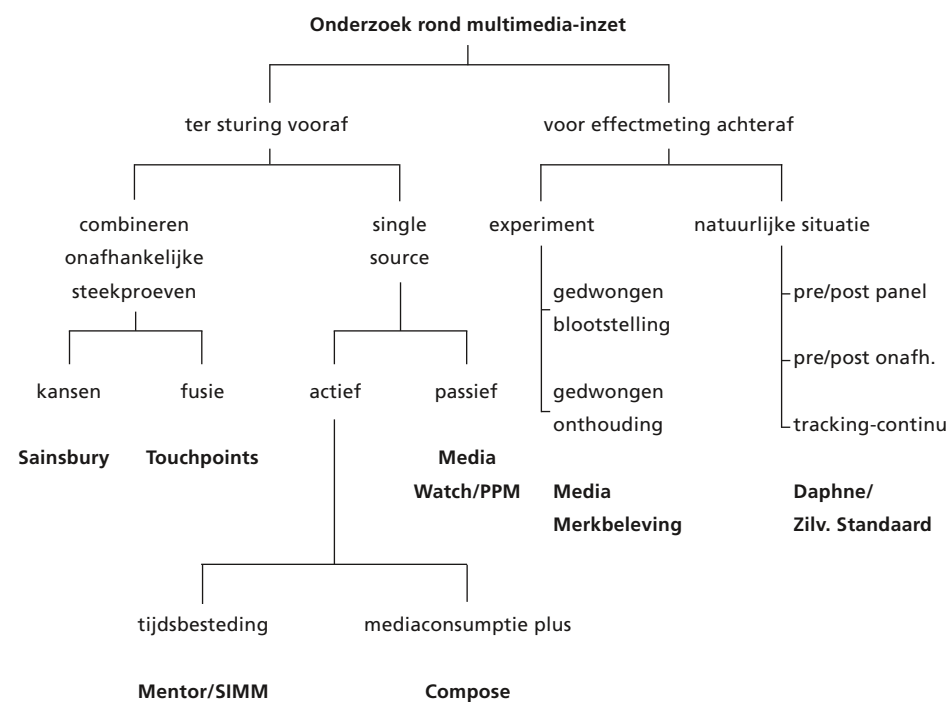 Onderzoek rond multimedia-inzet
ter sturing vooraf
voor effectmeting achteraf
combineren
onafhankelijke
steekproeven
single
source
experiment
natuurlijke situatie
gedwongen
blootstelling
gedwongen
onthouding
pre/post panel
pre/post onafh.
tracking-continu
kansen
fusie
actief
passief
Sainsbury
Touchpoints
Media
Watch/PPM
Media
Merkbeleving
Daphne/
Zilv. Standaard
tijdsbesteding
mediaconsumptie plus
Mentor/SIMM
Compose